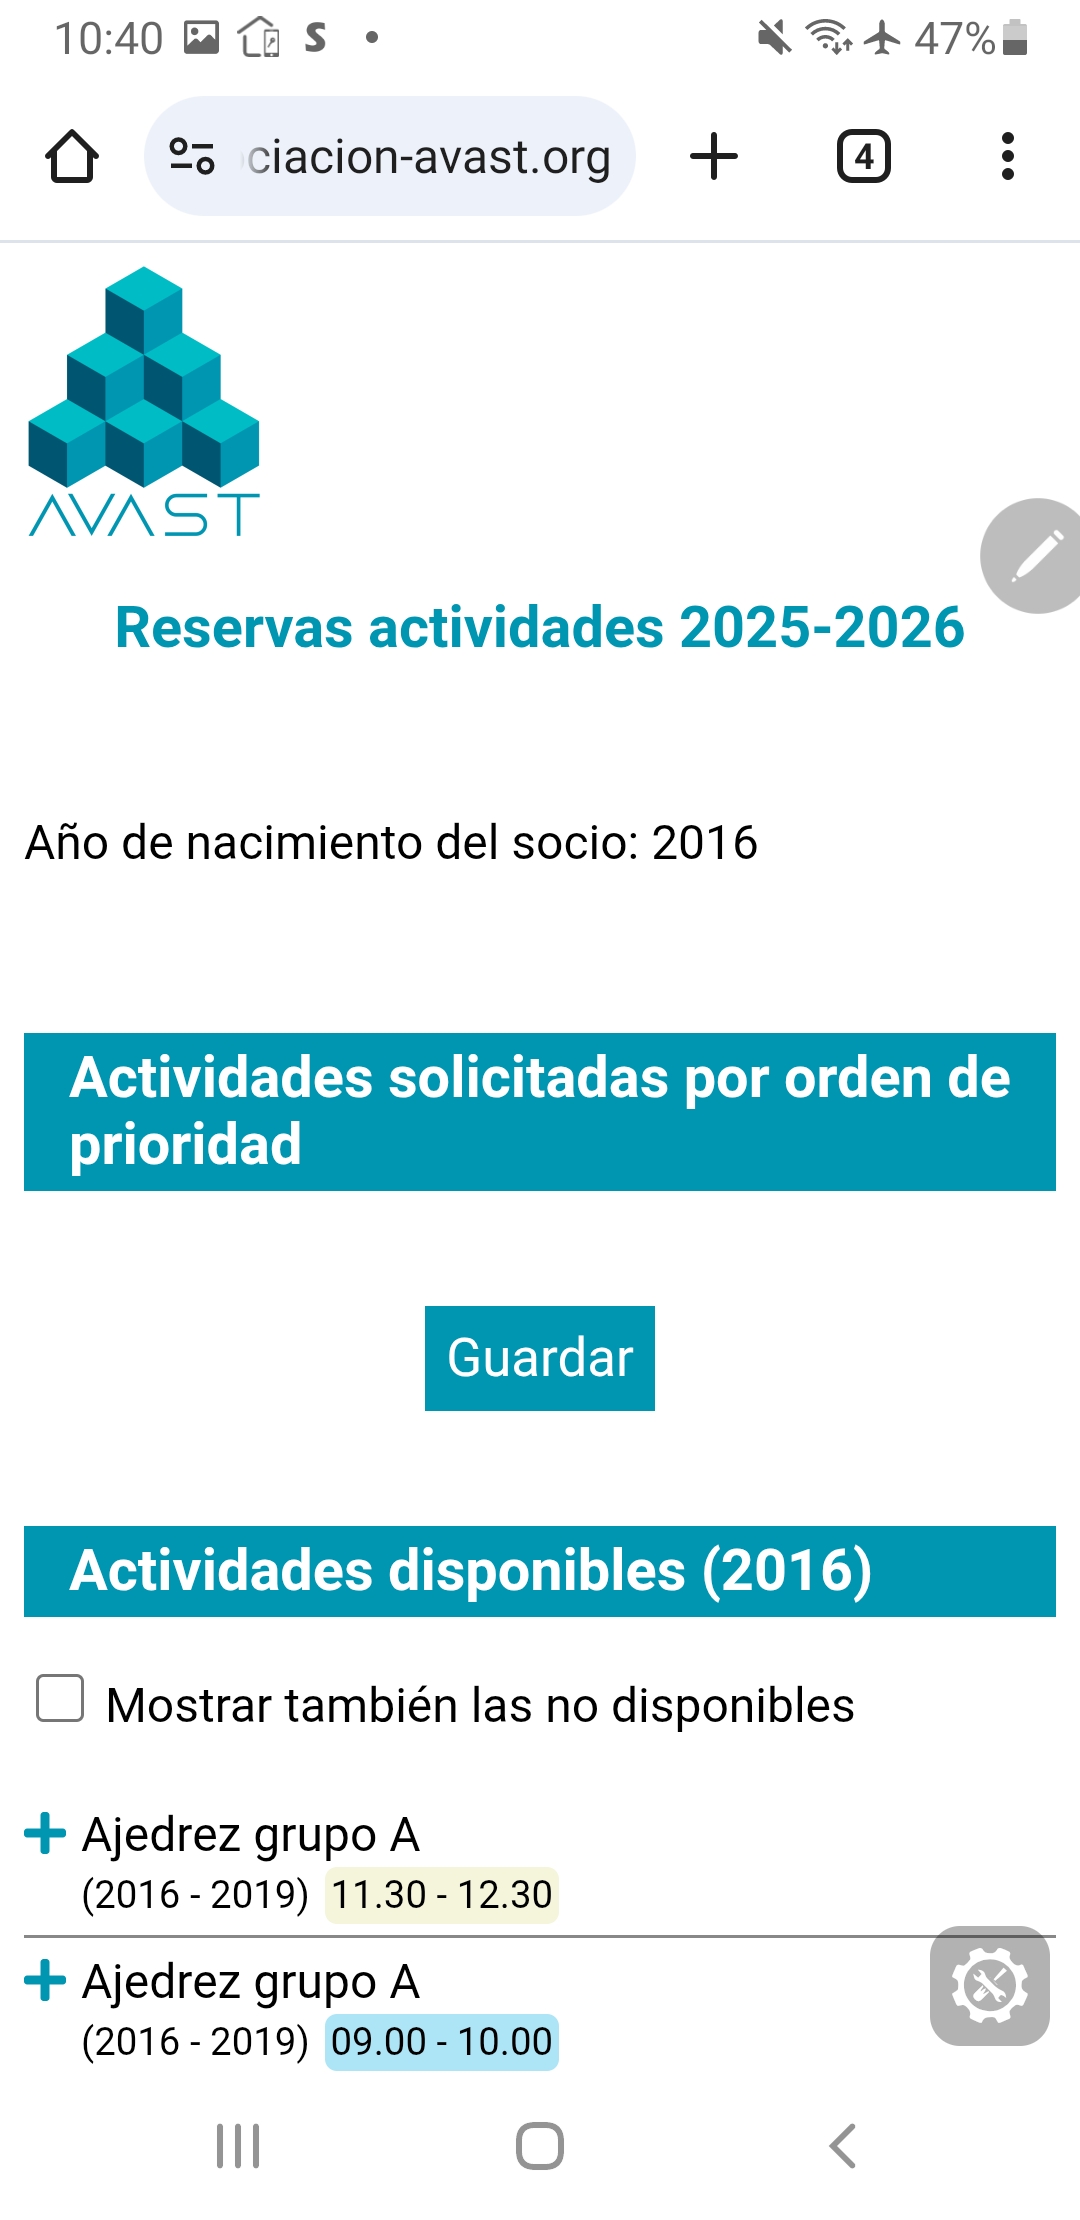 10:40
47%
ciacion-avast.org
4
AVAST
Reservas actividades 2025-2026
Año de nacimiento del socio: 2016
Actividades solicitadas por orden de
prioridad
Guardar
Actividades disponibles (2016)
Mostrar también las no disponibles
Ajedrez grupo A
(2016 - 2019) 11.30 - 12.30
Ajedrez grupo A
(2016 - 2019) 09.00 - 10.00